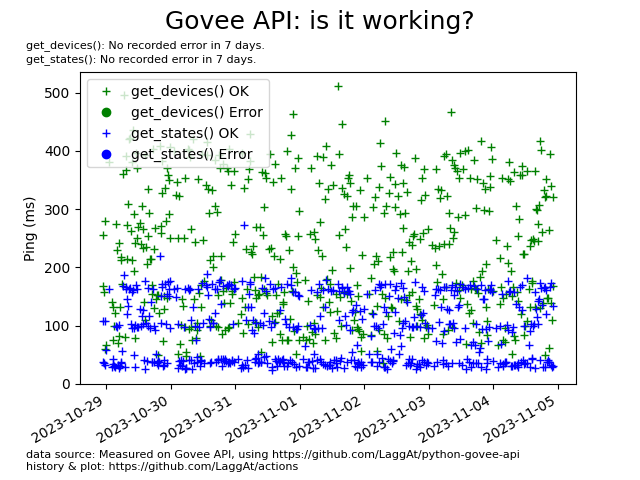 Govee API: is it working?
get_devices(): No recorded error in 7 days.
get_states(): No recorded error in 7 days.
get_devices() OK
get_devices() Error
get_states() OK
get_states() Error
Ping (ms)
500
400
300
200
100
0
2023-10-29
2023-10-30
2023-10-31
2023-11-01
2023-11-02
2023-11-03
2023-11-04
2023-11-05
data source: Measured on Govee API, using https://github.com/LaggAt/python-govee-api
history & plot: https://github.com/LaggAt/actions